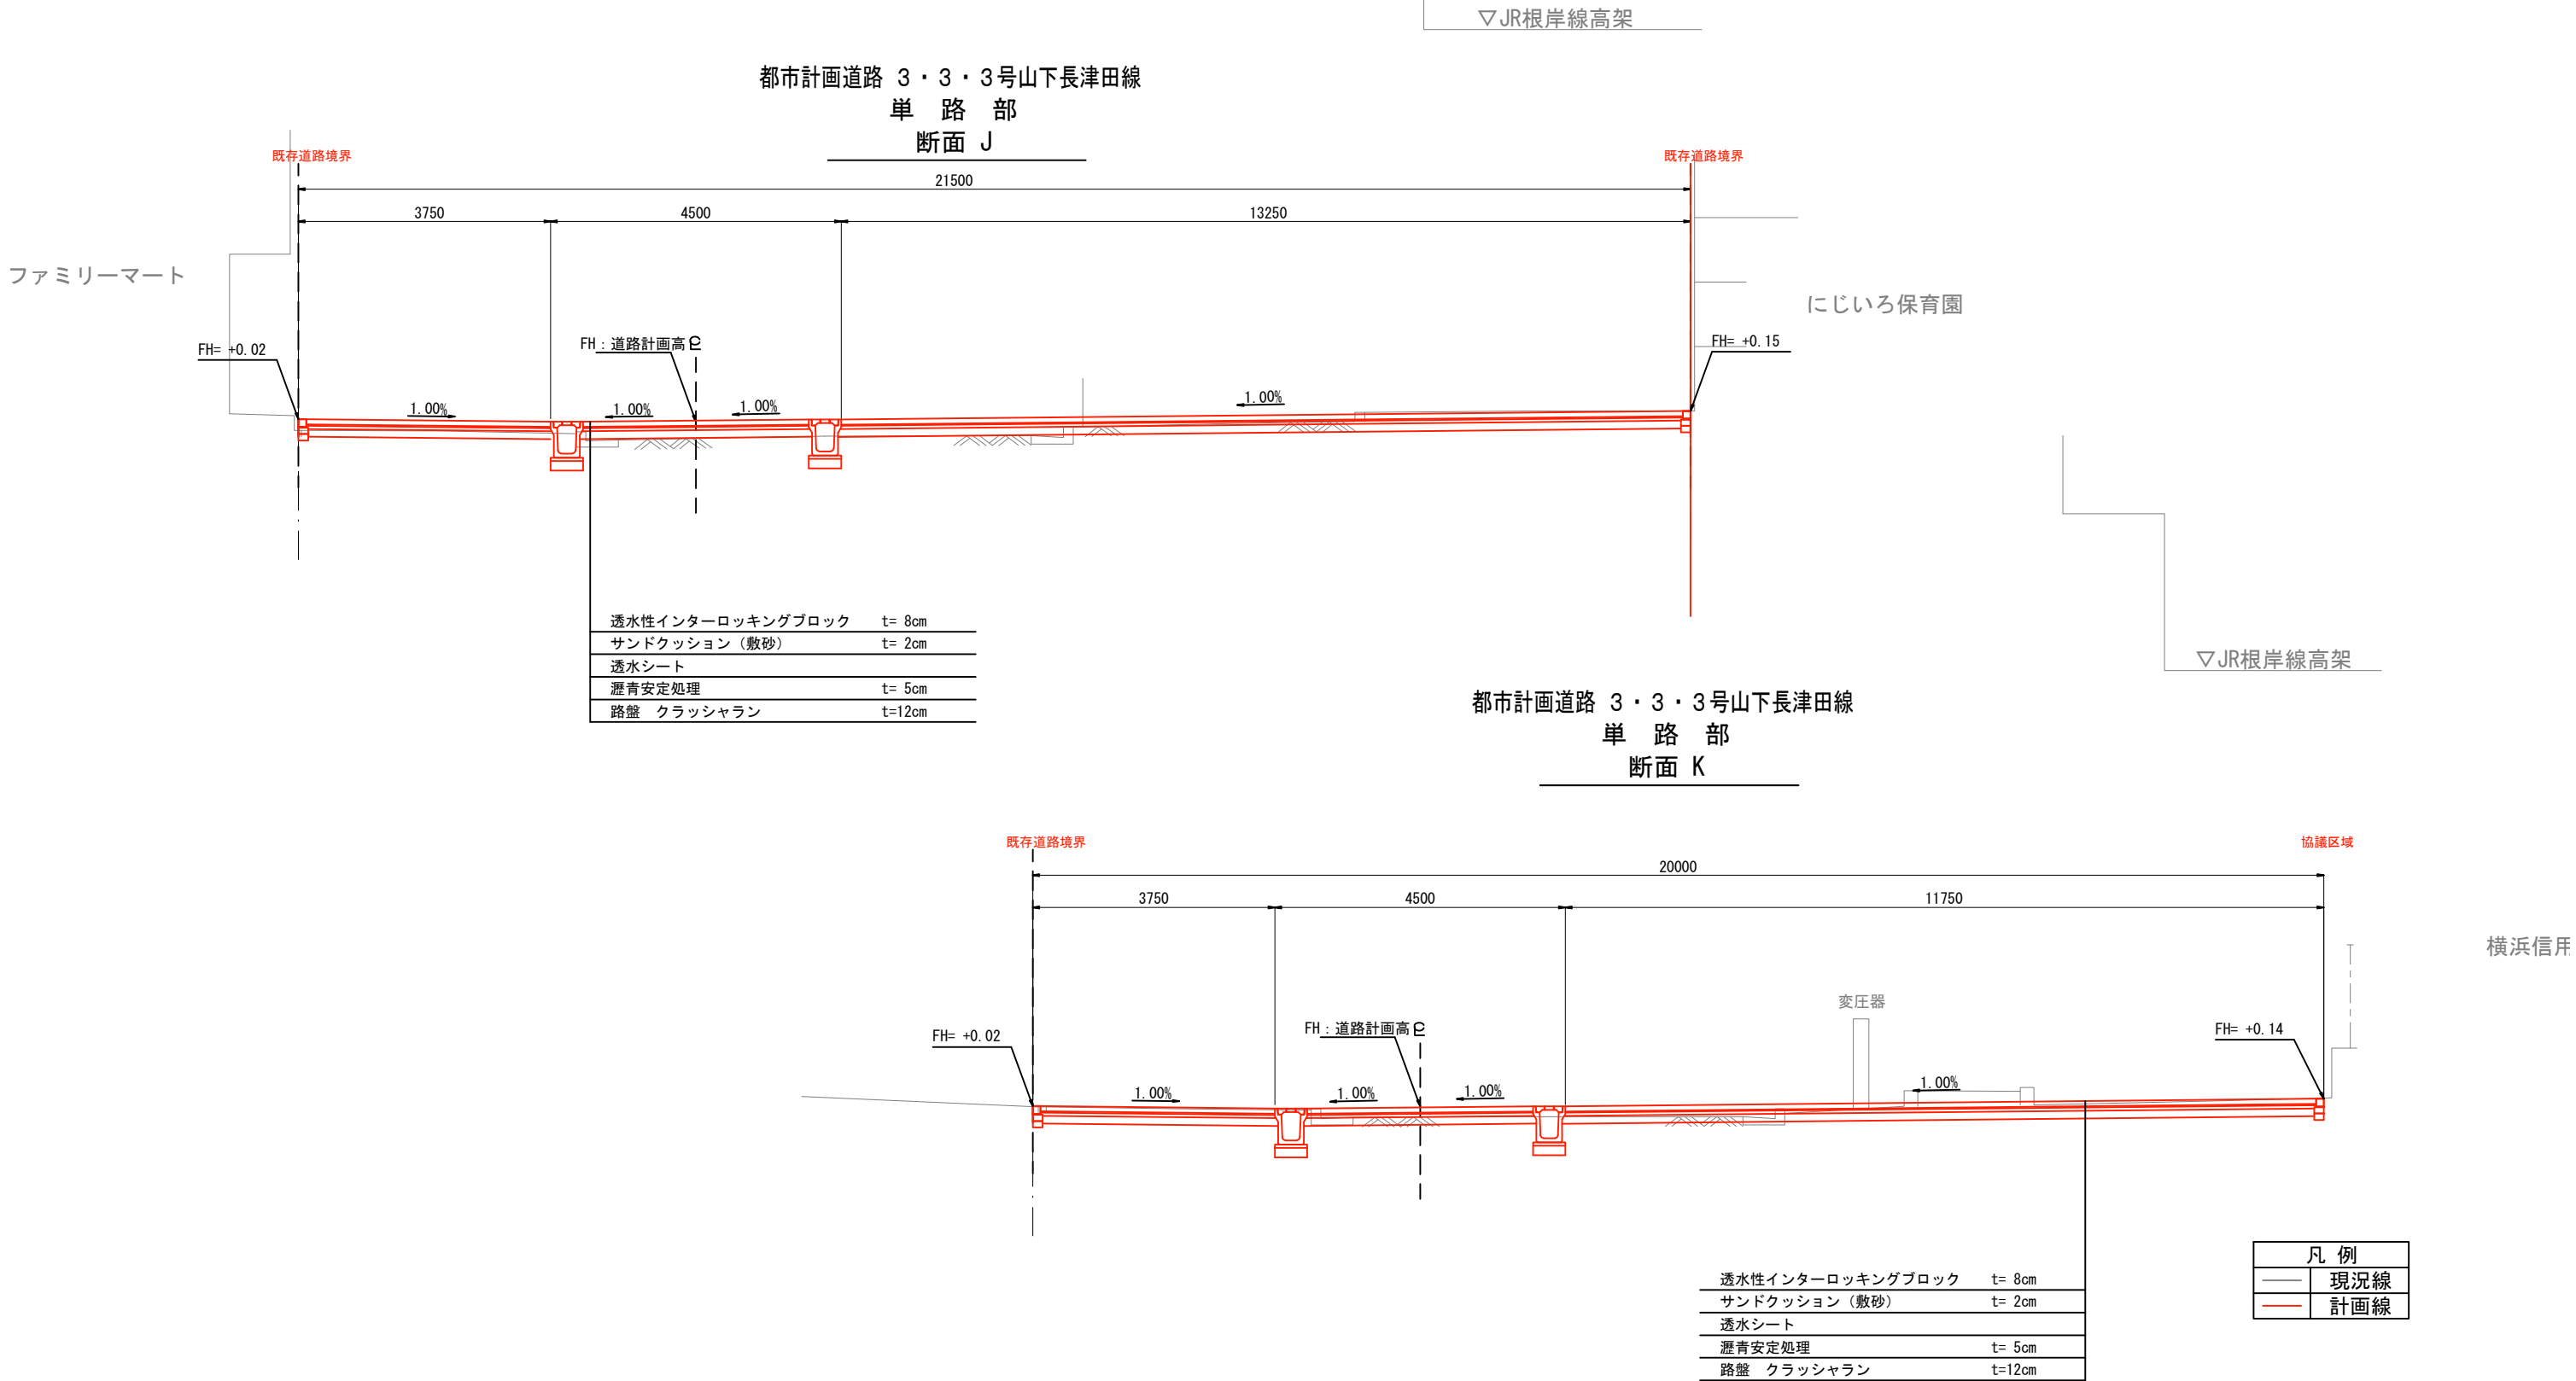 ▽JR根岸線高架
都市計画道路 3・3・3号山下長津田線
単 路 部
断面 J
既存道路境界
既存道路境界
21500
3750
4500
13250
ファミリーマート
にじいろ保育園
FH= +0.02
FH:道路計画高
FH= +0.15
1.00%
1.00%
1.00%
1.00%
透水性インターロッキングブロック t= 8cm
サンドクッション(敷砂) t= 2cm
透水シート
瀝青安定処理 t= 5cm
路盤 クラッシャラン t=12cm
▽JR根岸線高架
都市計画道路 3・3・3号山下長津田線
単 路 部
断面 K
既存道路境界
協議区域
20000
3750
4500
11750
横浜信用
変圧器
FH= +0.02
FH:道路計画高
FH= +0.14
1.00%
1.00%
1.00%
1.00%
透水性インターロッキングブロック t= 8cm
サンドクッション(敷砂) t= 2cm
透水シート
瀝青安定処理 t= 5cm
路盤 クラッシャラン t=12cm
凡 例
現況線
計画線